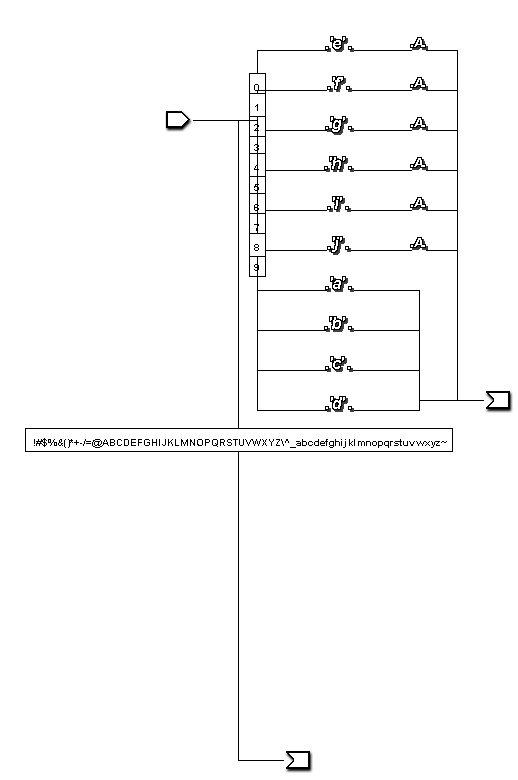 .'e'. .A.
0
.'f'. .A.
1
.'g'. .A.
2
3
.'h'. .A.
4
5
.'i'. .A.
6
7
.'j'. .A.
8
9
.'a'.
.'b'.
.'c'.
.'d'.
!#$%&()*+-/=@ABCDEFGHIJKLMNOPQRSTUVWXYZ\^_abcdefghijklmnopqrstuvwxyz~